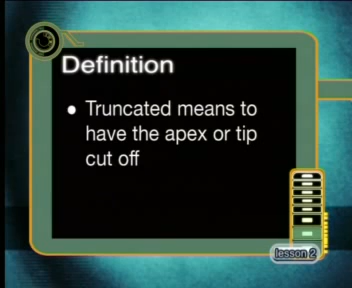 Definition
• Truncated means to
have the apex or tip
cut off
lesson 2